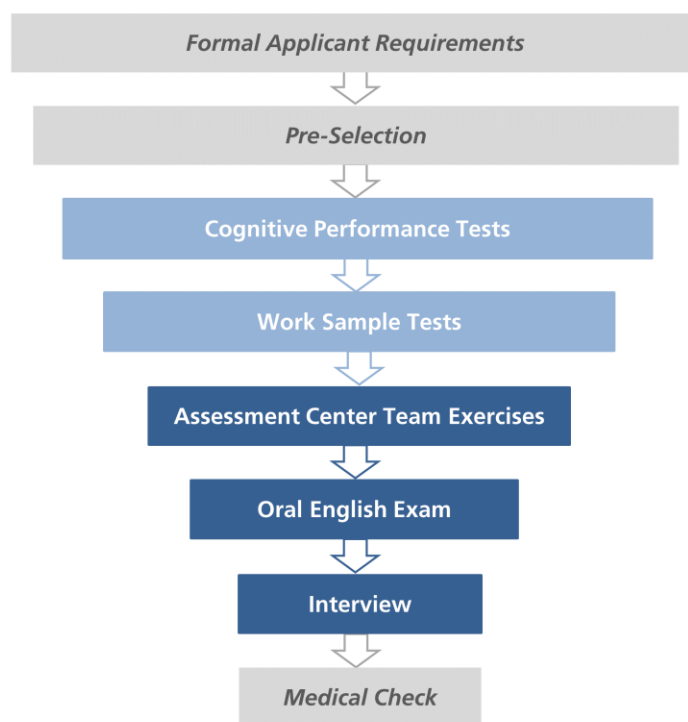 Formal Applicant Requirements
Pre-Selection
Cognitive Performance Tests
Work Sample Tests
Assessment Center Team Exercises
Oral English Exam
Interview
Medical Check